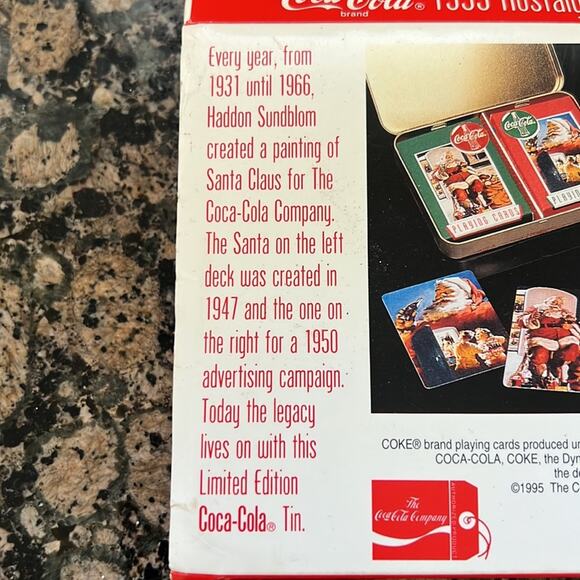 Coca-Cola® 1995 Nostalg
brand
Every year, from
1931 until 1966,
Haddon Sundblom
created a painting of
Santa Claus for The
Coca-Cola Company.
The Santa on the left
deck was created in
1947 and the one on
the right for a 1950
advertising campaign.
Today the legacy
lives on with this
Limited Edition
Coca-Cola® Tin.
Coca-Cola
PLAYING CARDS
Coca-Cola
PLAYING
COKE® brand playing cards produced un
COCA-COLA, COKE, the Dyn
the de
©1995 The C
The
Coca-Cola Company
AUTHORIZED PRODUCT